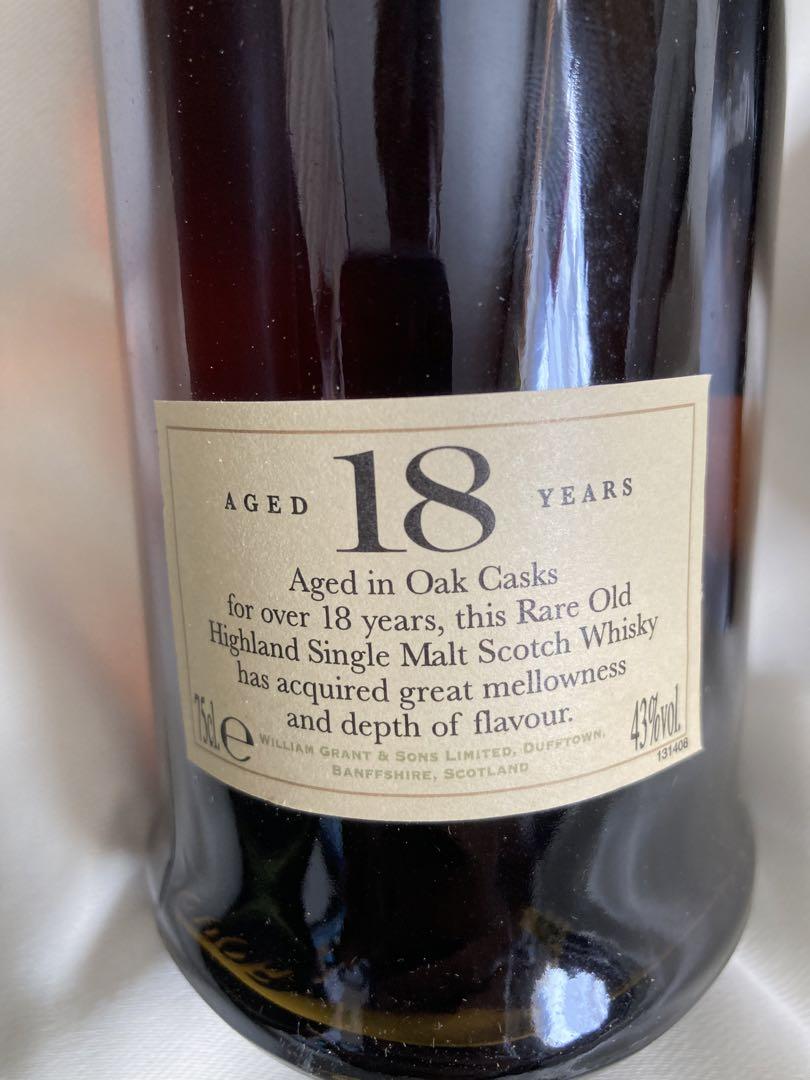 AGED 18 YEARS
Aged in Oak Casks
for over 18 years, this Rare Old
Highland Single Malt Scotch Whisky
has acquired great mellowness
and depth of flavour.
75cl. e WILLIAM GRANT & SONS LIMITED, DUFFTOWN, 43%vol.
BANFFSHIRE, SCOTLAND
131408